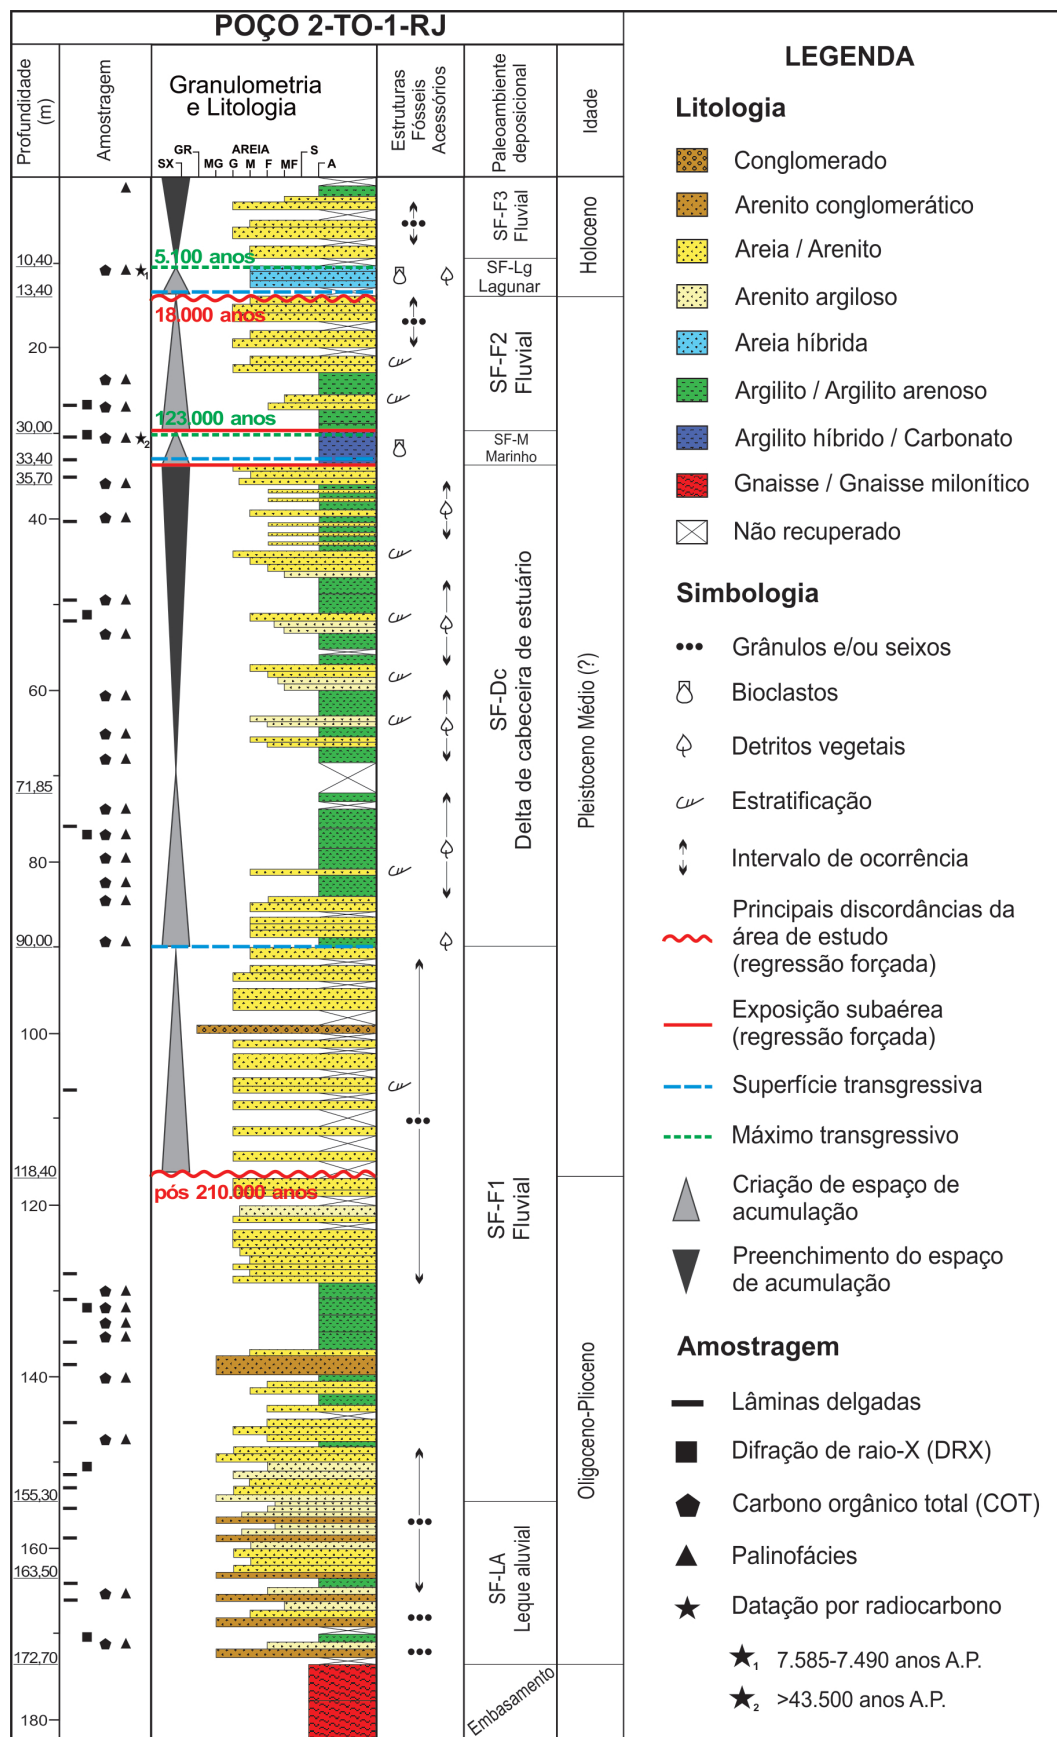 POÇO 2-TO-1-RJ
Profundidade
(m)
Amostragem
Granulometria
e Litologia
GR
SX
AREIA
MG
G
M
F
MF
S
A
Estruturas
Fósseis
Acessórios
Paleoambiente
deposicional
Idade
10,40
13,40
20
30,00
33,40
35,70
40
60
71,85
80
90,00
100
118,40
120
140
155,30
160
163,50
172,70
180
1
2
5.100 anos
18.000 anos
123.000 anos
pós 210.000 anos
SF-F3
Fluvial
SF-Lg
Lagunar
SF-F2
Fluvial
SF-M
Marinho
SF-Dc
Delta de cabeceira de estuário
SF-F1
Fluvial
SF-LA
Leque aluvial
Embasamento
Holoceno
Pleistoceno Médio (?)
Oligoceno-Plioceno
LEGENDA
Litologia
Conglomerado
Arenito conglomerático
Areia / Arenito
Arenito argiloso
Areia híbrida
Argilito / Argilito arenoso
Argilito híbrido / Carbonato
Gnaisse / Gnaisse milonítico
Não recuperado
Simbologia
Grânulos e/ou seixos
Bioclastos
Detritos vegetais
Estratificação
Intervalo de ocorrência
Principais discordâncias da
área de estudo
(regressão forçada)
Exposição subaérea
(regressão forçada)
Superfície transgressiva
Máximo transgressivo
Criação de espaço de
acumulação
Preenchimento do espaço
de acumulação
Amostragem
Lâminas delgadas
Difração de raio-X (DRX)
Carbono orgânico total (COT)
Palinofácies
Datação por radiocarbono
1 7.585-7.490 anos A.P.
2 >43.500 anos A.P.